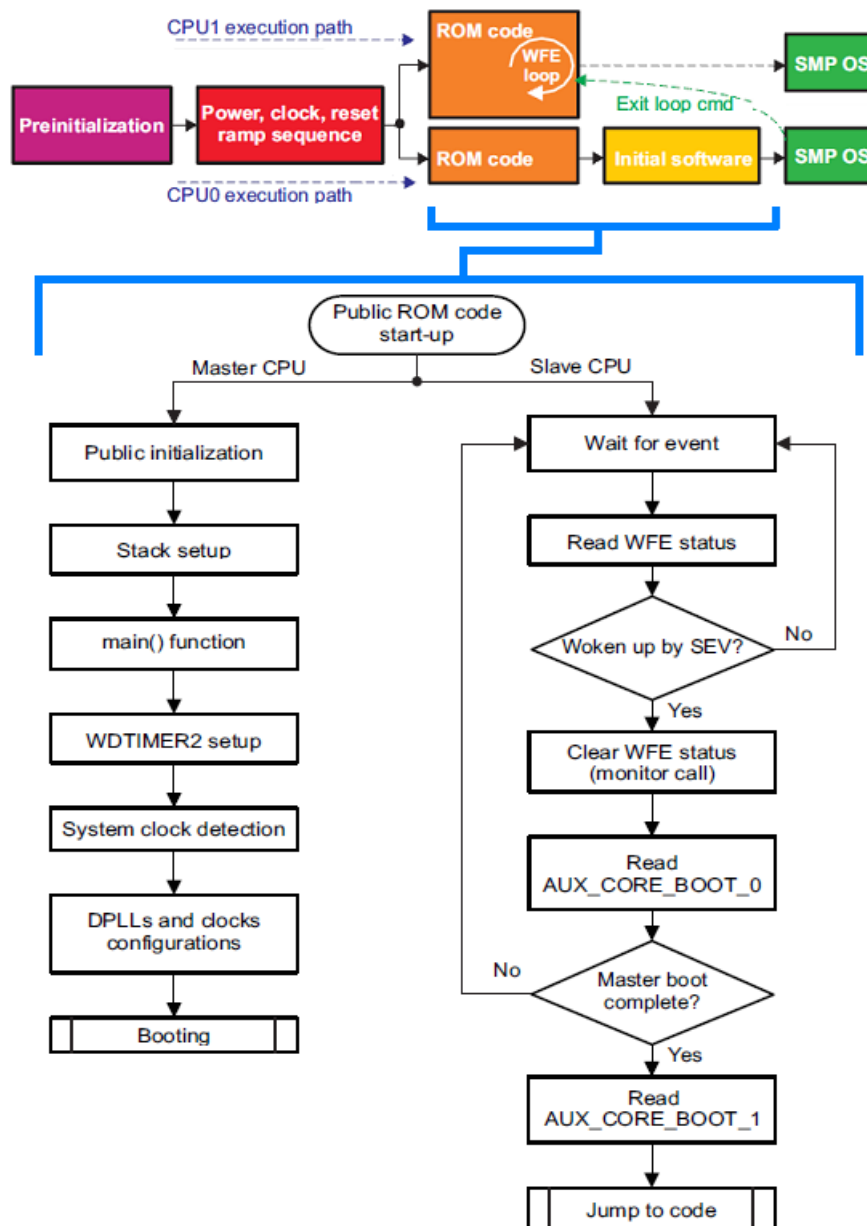 CPU1 execution path
ROM code
WFE
loop
SMP OS
Exit loop cmd
Preinitialization
Power, clock, reset
ramp sequence
ROM code
Initial software
SMP OS
CPU0 execution path
Public ROM code
start-up
Master CPU
Slave CPU
Public initialization
Stack setup
main() function
WDTIMER2 setup
System clock detection
DPLLs and clocks
configurations
Booting
Wait for event
Read WFE status
Woken up by SEV?
No
Yes
Clear WFE status
(monitor call)
Read
AUX_CORE_BOOT_0
No
Master boot
complete?
Yes
Read
AUX_CORE_BOOT_1
Jump to code